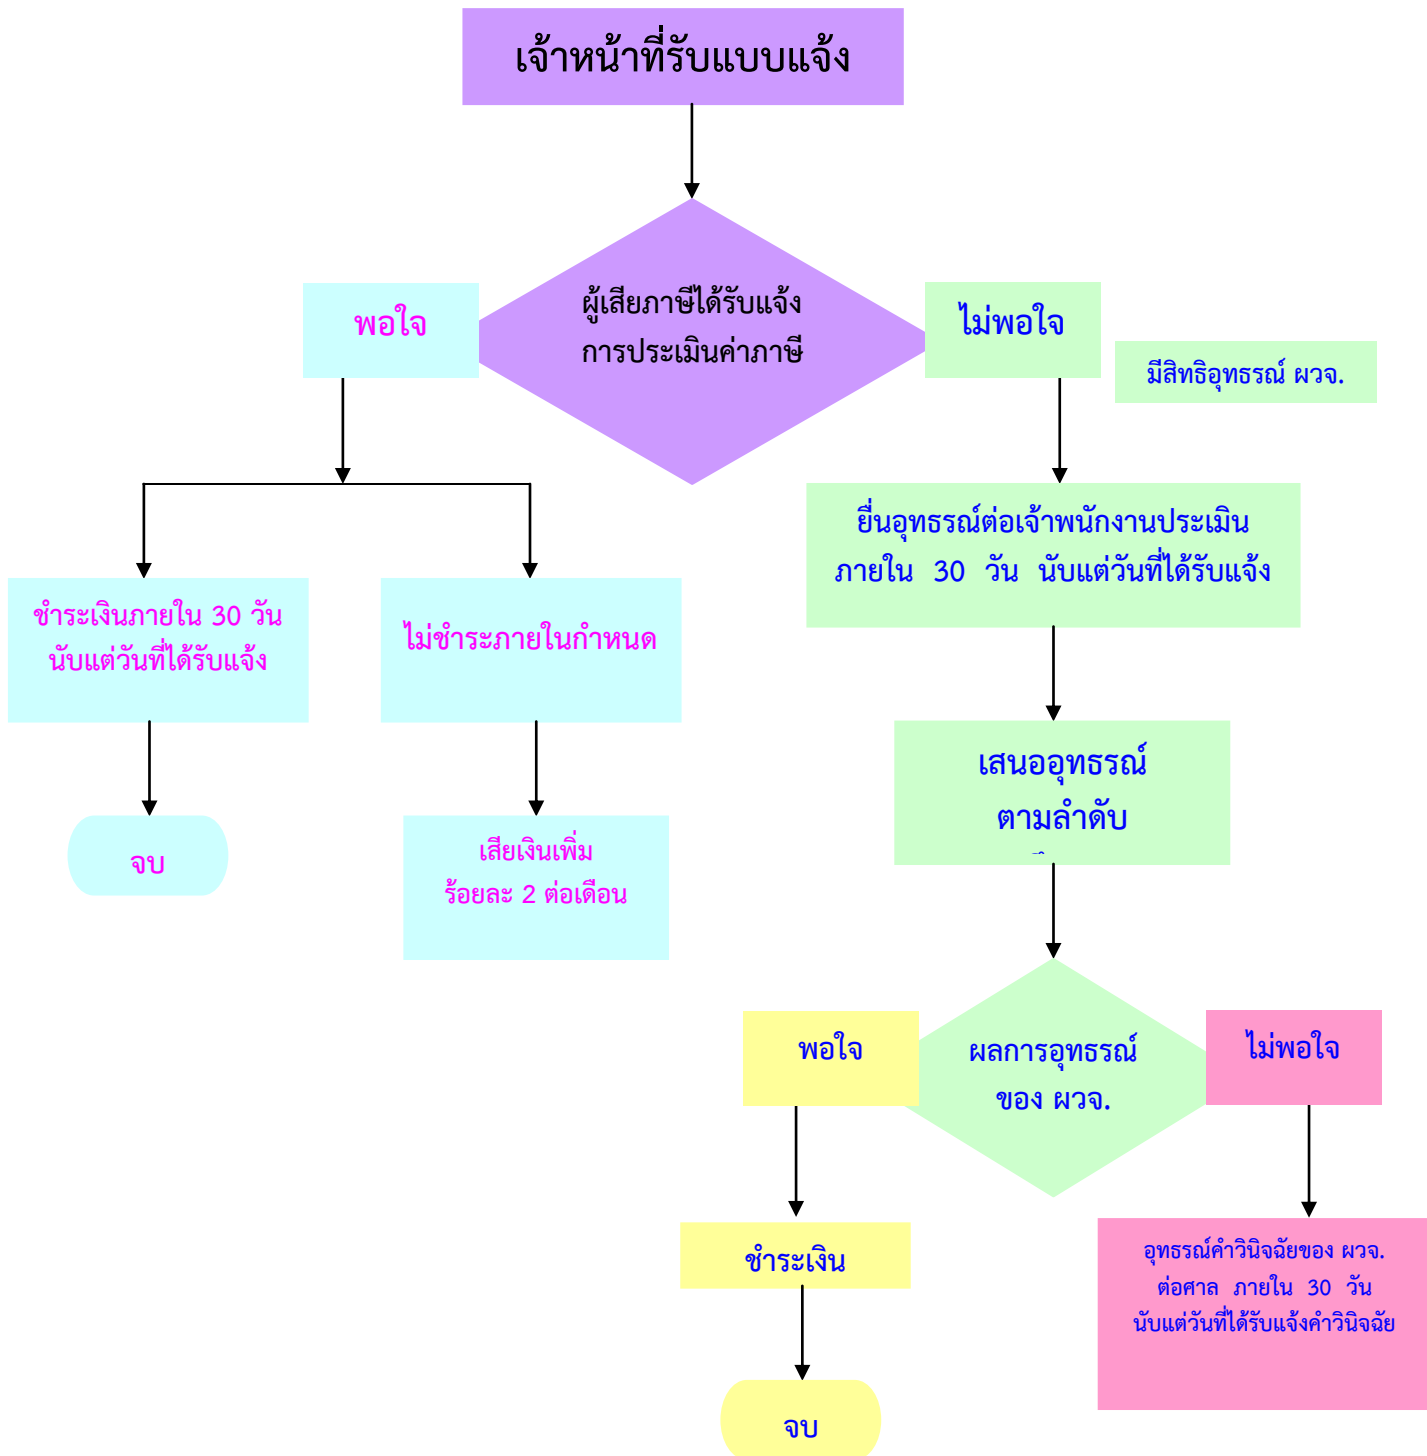 เจ้าหน้าที่รับแบบแจ้ง
ผู้เสียภาษีได้รับแจ้ง
การประเมินค่าภาษี
พอใจ
ไม่พอใจ
มีสิทธิอุทธรณ์ ผวจ.
ยื่นอุทธรณ์ต่อเจ้าพนักงานประเมิน
ภายใน 30 วัน นับแต่วันที่ได้รับแจ้ง
ชำระเงินภายใน 30 วัน
นับแต่วันที่ได้รับแจ้ง
ไม่ชำระภายในกำหนด
เสนออุทธรณ์
ตามลำดับ
จบ
เสียเงินเพิ่ม
ร้อยละ 2 ต่อเดือน
พอใจ
ผลการอุทธรณ์
ของ ผวจ.
ไม่พอใจ
ชำระเงิน
อุทธรณ์คำวินิจฉัยของ ผวจ.
ต่อศาล ภายใน 30 วัน
นับแต่วันที่ได้รับแจ้งคำวินิจฉัย
จบ